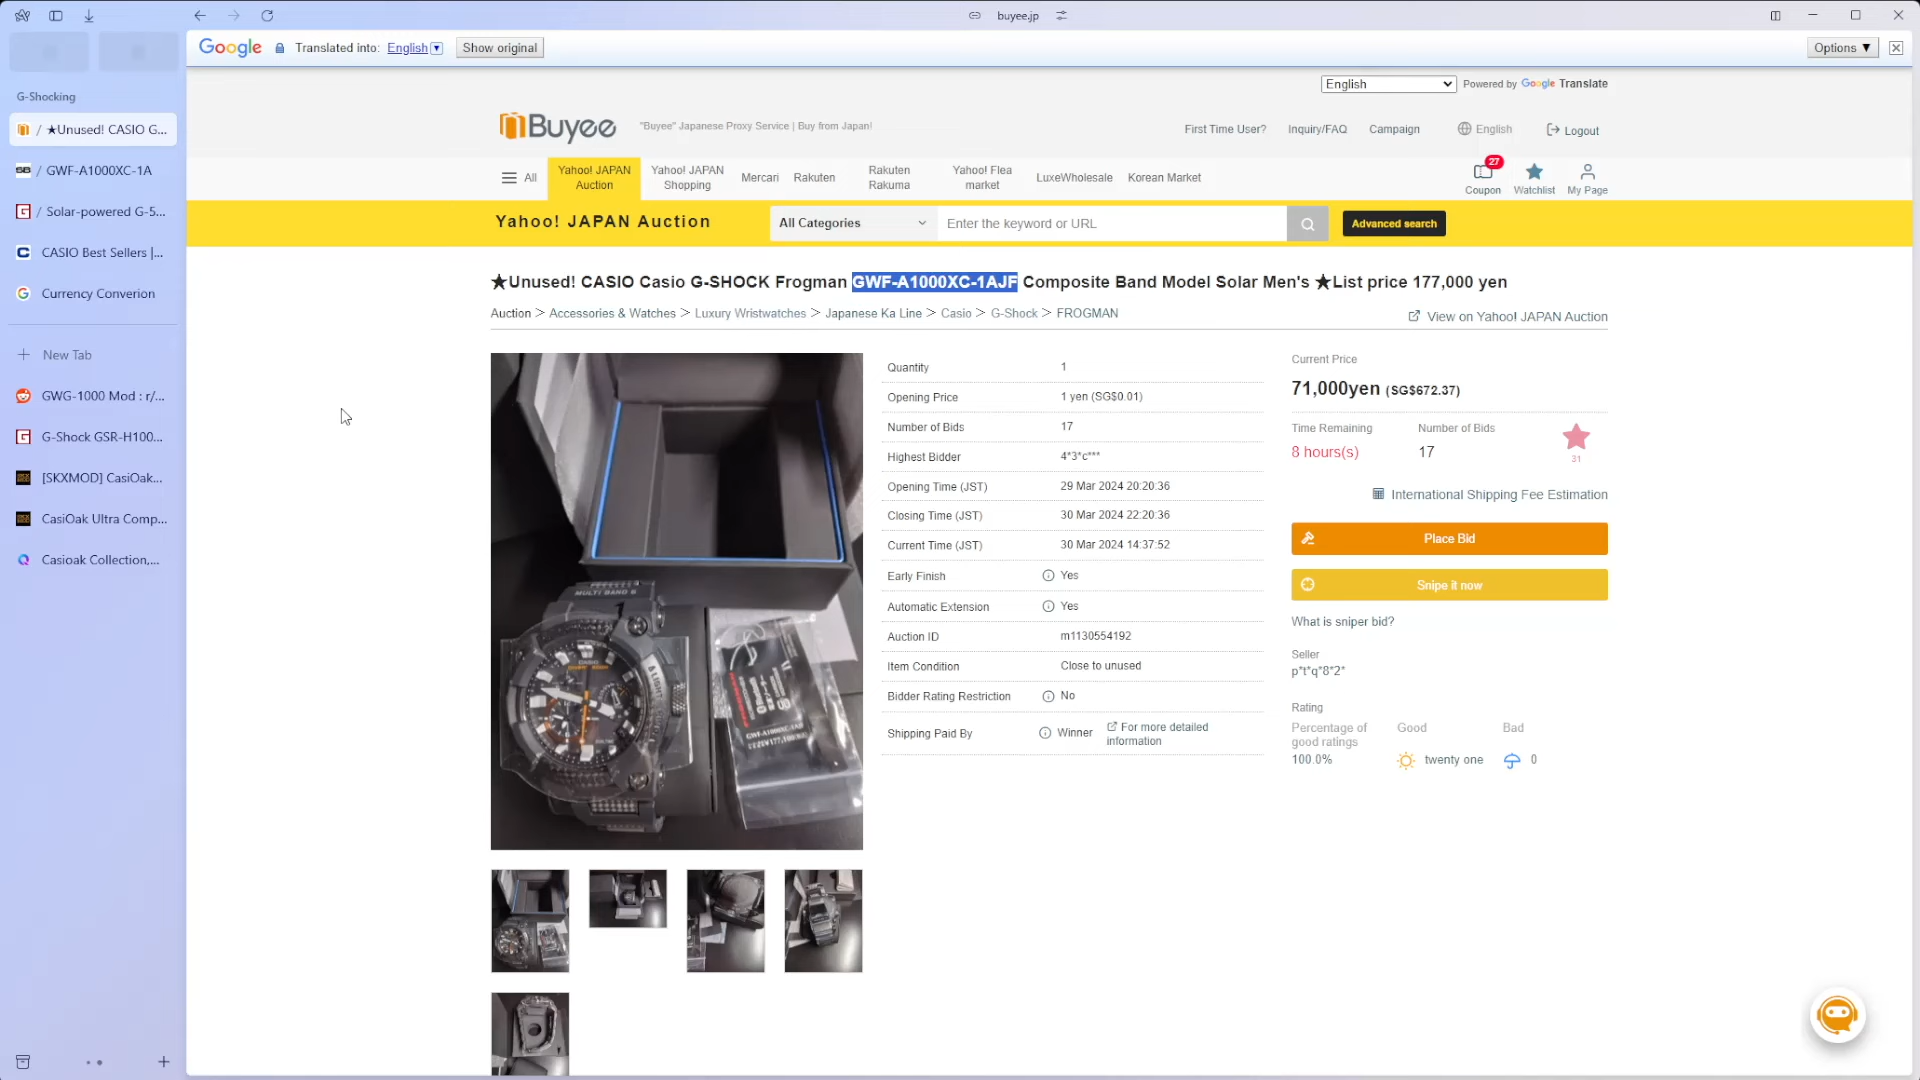 buyee.jp
Google Translated into: English Show original Options ▼
G-Shocking
/ ★Unused! CASIO G...
/ GWF-A1000XC-1A
/ Solar-powered G-5...
CASIO Best Sellers |...
Currency Converion
New Tab
GWG-1000 Mod : r/...
G-Shock GSR-H100...
[SKXMOD] CasiOak...
CasiOak Ultra Comp...
Casioak Collection,...
English Powered by Google Translate
Buyee "Buyee" Japanese Proxy Service | Buy from Japan!
First Time User? Inquiry/FAQ Campaign English Logout
All
Yahoo! JAPAN
Auction
Yahoo! JAPAN
Shopping
Mercari
Rakuten
Rakuten
Rakuma
Yahoo! Flea
market
LuxeWholesale
Korean Market
27
Coupon Watchlist My Page
Yahoo! JAPAN Auction All Categories Enter the keyword or URL Advanced search
★Unused! CASIO Casio G-SHOCK Frogman GWF-A1000XC-1AJF Composite Band Model Solar Men's ★List price 177,000 yen
Auction > Accessories & Watches > Luxury Wristwatches > Japanese Ka Line > Casio > G-Shock > FROGMAN
View on Yahoo! JAPAN Auction
MULTI BAND 6
CASIO
GWF-A1000XC-1AJF
Quantity 1
Opening Price 1 yen (SG$0.01)
Number of Bids 17
Highest Bidder 4*3*c***
Opening Time (JST) 29 Mar 2024 20:20:36
Closing Time (JST) 30 Mar 2024 22:20:36
Current Time (JST) 30 Mar 2024 14:37:52
Early Finish Yes
Automatic Extension Yes
Auction ID m1130554192
Item Condition Close to unused
Bidder Rating Restriction No
Shipping Paid By Winner For more detailed
information
Current Price
71,000yen (SG$672.37)
Time Remaining Number of Bids
8 hours(s) 17
31
International Shipping Fee Estimation
Place Bid
Snipe it now
What is sniper bid?
Seller
p*t*q*8*2*
Rating
Percentage of
good ratings
Good Bad
100.0% twenty one 0